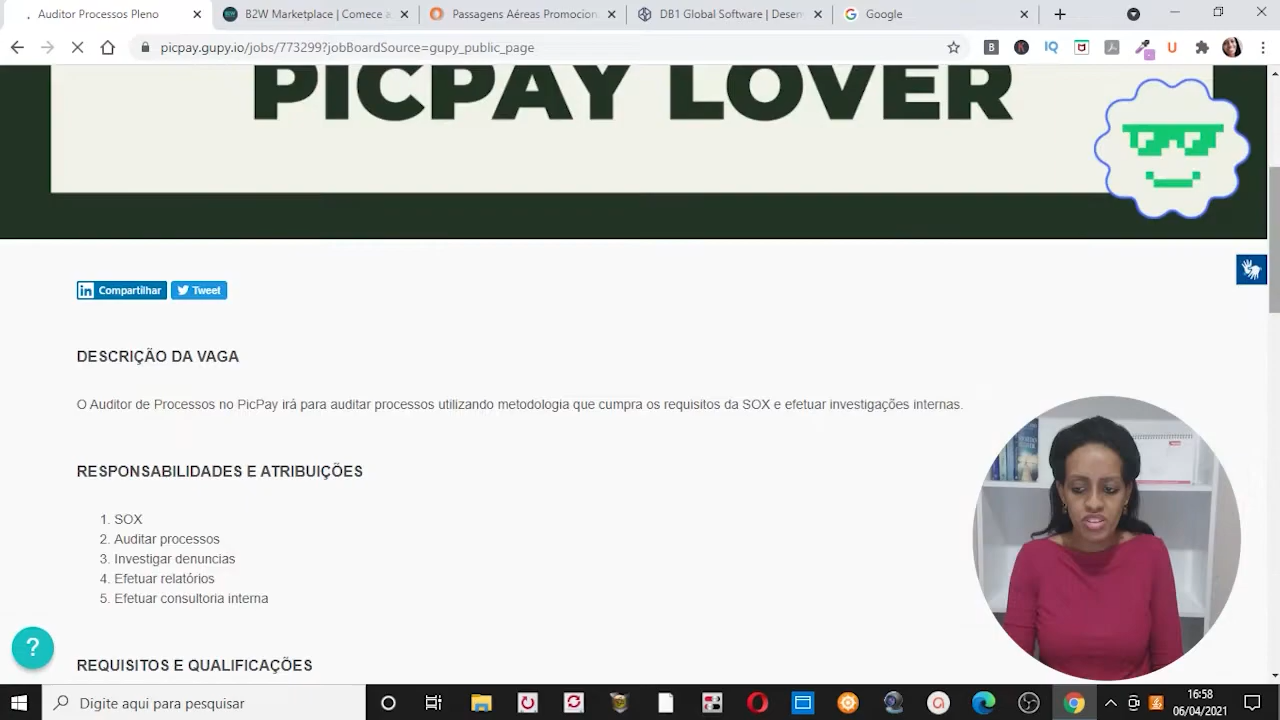 Auditor Processos Pleno
B2W Marketplace | Comece a
Passagens Aéreas Promocion
DB1 Global Software | Desen
Google
picpay.gupy.io/jobs/773299?jobBoardSource=gupy_public_page
PICPAY LOVER
Compartilhar
Tweet
DESCRIÇÃO DA VAGA
O Auditor de Processos no PicPay irá para auditar processos utilizando metodologia que cumpra os requisitos da SOX e efetuar investigações internas.
RESPONSABILIDADES E ATRIBUIÇÕES
1. SOX
2. Auditar processos
3. Investigar denuncias
4. Efetuar relatórios
5. Efetuar consultoria interna
?
REQUISITOS E QUALIFICAÇÕES
Digite aqui para pesquisar
16:58
06/04/2021